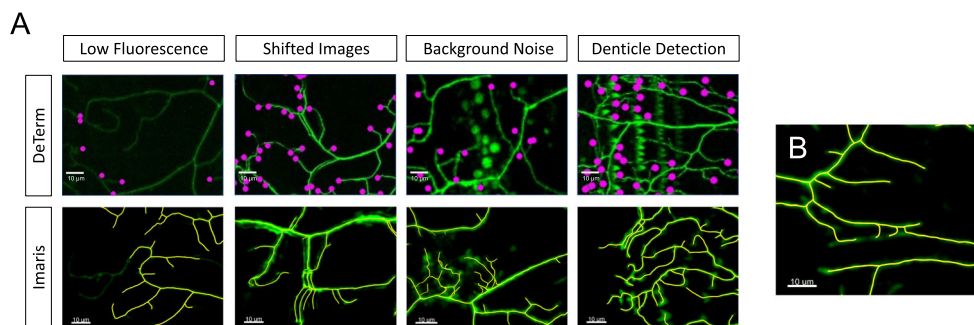 A
Low Fluorescence
Shifted Images
Background Noise
Denticle Detection
DeTerm
10 µm
10 µm
10 µm
10 µm
B
10 µm
Imaris
10 µm
10 µm
10 µm
10 µm